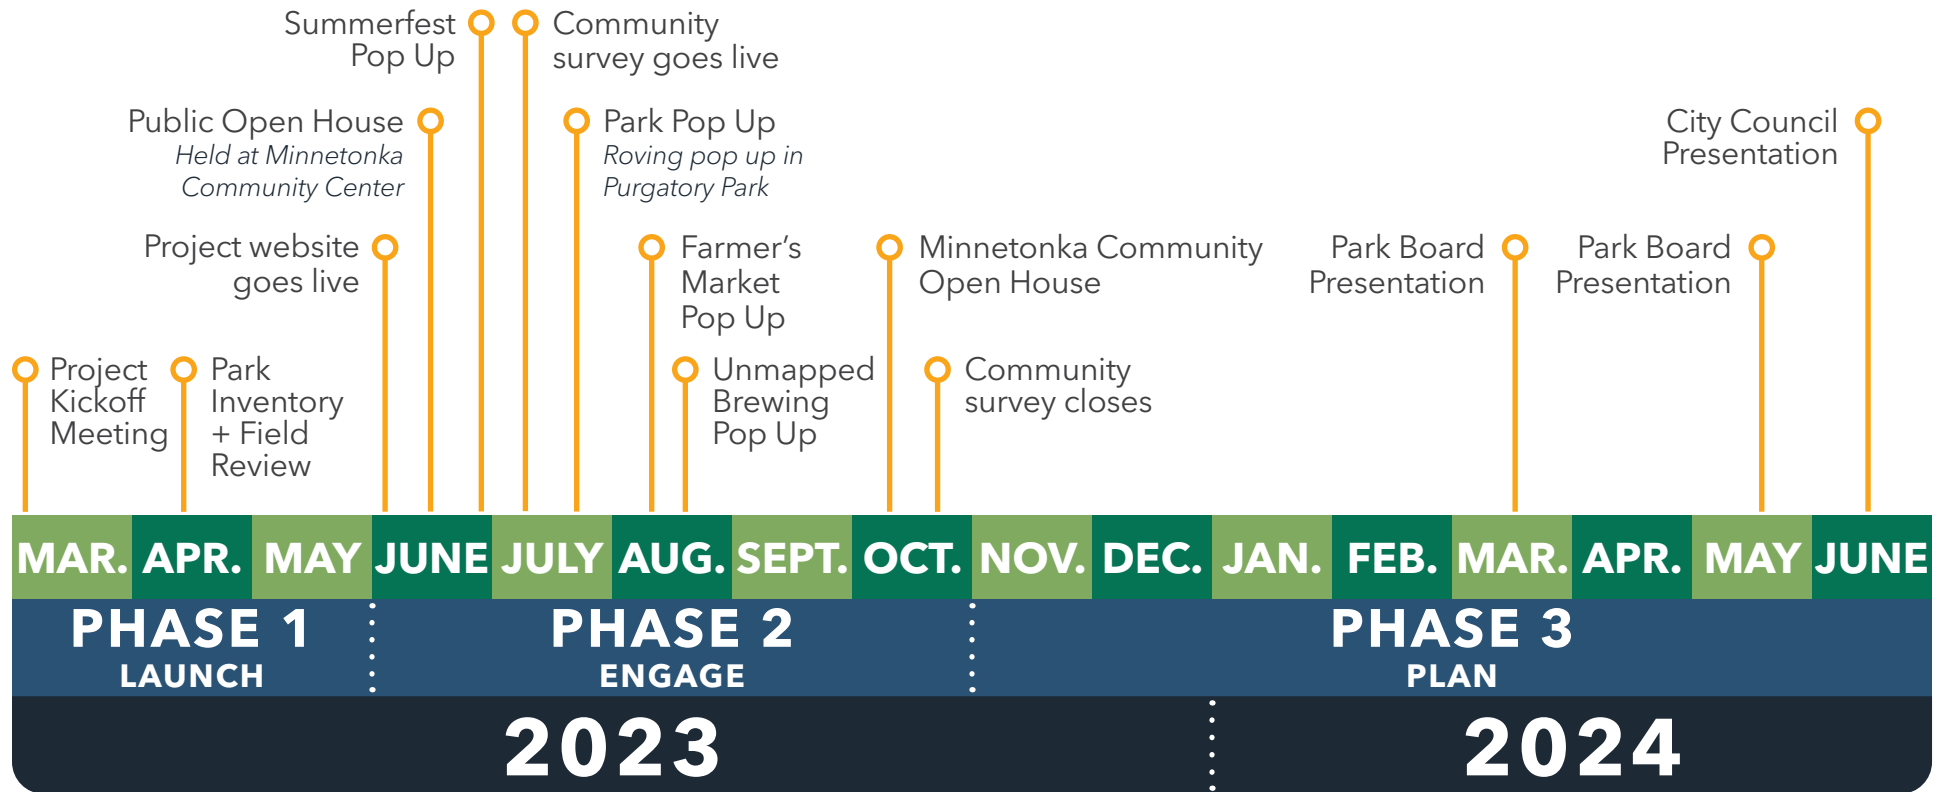 Summerfest
Pop Up
Community
survey goes live
Public Open House
Held at Minnetonka
Community Center
Park Pop Up
Roving pop up in
Purgatory Park
City Council
Presentation
Project website
goes live
Farmer's
Market
Pop Up
Minnetonka Community
Open House
Park Board
Presentation
Park Board
Presentation
Project
Kickoff
Meeting
Park
Inventory
+ Field
Review
Unmapped
Brewing
Pop Up
Community
survey closes
MAR. APR. MAY JUNE JULY AUG. SEPT. OCT. NOV. DEC. JAN. FEB. MAR. APR. MAY JUNE
PHASE 1
LAUNCH
PHASE 2
ENGAGE
PHASE 3
PLAN
2023
2024